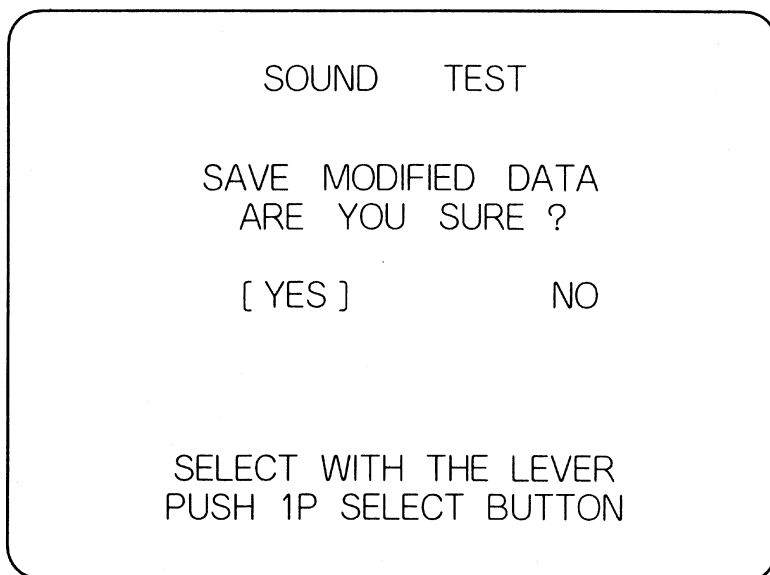 SOUND TEST
SAVE MODIFIED DATA
ARE YOU SURE ?
[ YES ] NO
SELECT WITH THE LEVER
PUSH 1P SELECT BUTTON